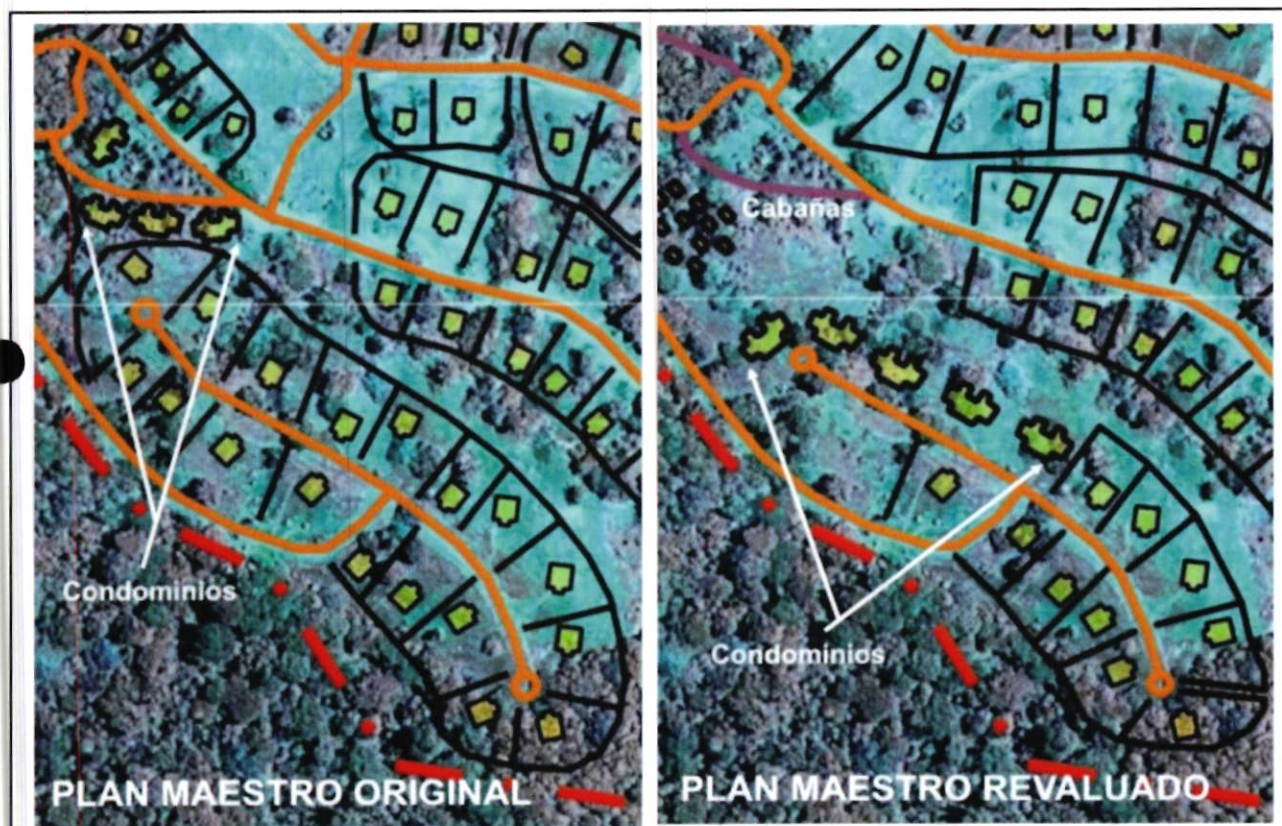 Condominios
PLAN MAESTRO ORIGINAL
Cabañas
Condominios
PLAN MAESTRO REVALUADO